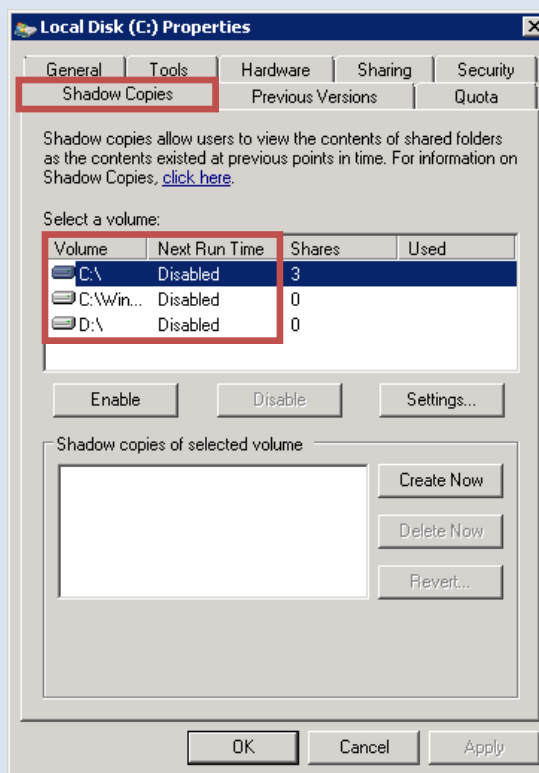 Local Disk (C:) Properties
General Tools Hardware Sharing Security
Shadow Copies Previous Versions Quota
Shadow copies allow users to view the contents of shared folders
as the contents existed at previous points in time. For information on
Shadow Copies, click here.
Select a volume:
Volume Next Run Time Shares Used
C:\ Disabled 3
C:\Win... Disabled 0
D:\ Disabled 0
Enable Disable Settings...
Shadow copies of selected volume
Create Now
Delete Now
Revert...
OK Cancel Apply